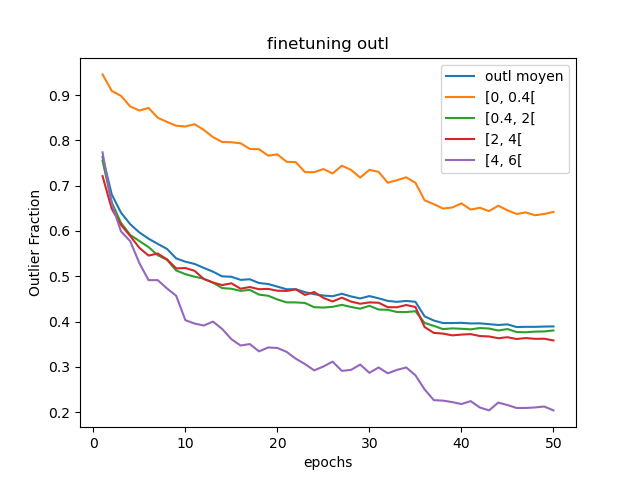 finetuning outl
outl moyen
[0, 0.4[
[0.4, 2[
[2, 4[
[4, 6[
Outlier Fraction
0.9
0.8
0.7
0.6
0.5
0.4
0.3
0.2
0 10 20 30 40 50
epochs